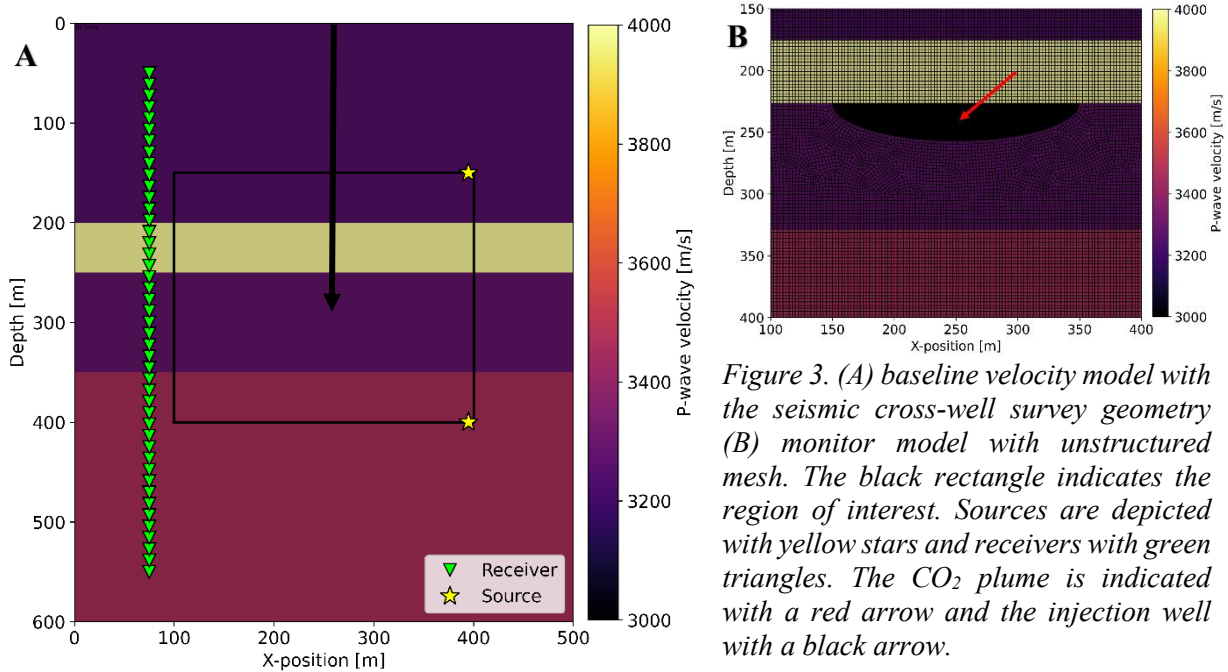 A
0
100
200
300
400
500
600
Depth [m]
0
100
200
300
400
500
X-position [m]
Receiver
Source
4000
3800
3600
3400
3200
3000
P-wave velocity [m/s]
B
150
200
250
300
350
400
Depth [m]
100
150
200
250
300
350
400
X-position [m]
4000
3800
3600
3400
3200
3000
P-wave velocity [m/s]
Figure 3. (A) baseline velocity model with
the seismic cross-well survey geometry
(B) monitor model with unstructured
mesh. The black rectangle indicates the
region of interest. Sources are depicted
with yellow stars and receivers with green
triangles. The CO₂ plume is indicated
with a red arrow and the injection well
with a black arrow.